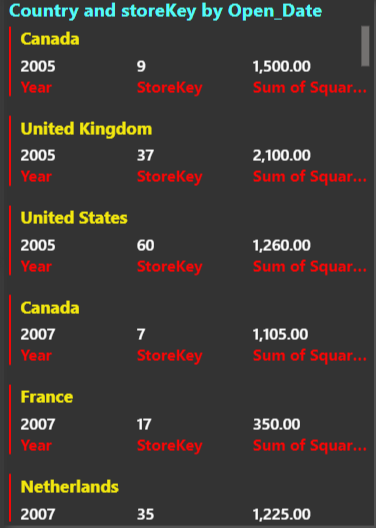 Country and storeKey by Open_Date
Canada
2005 9 1,500.00
Year StoreKey Sum of Squar...
United Kingdom
2005 37 2,100.00
Year StoreKey Sum of Squar...
United States
2005 60 1,260.00
Year StoreKey Sum of Squar...
Canada
2007 7 1,105.00
Year StoreKey Sum of Squar...
France
2007 17 350.00
Year StoreKey Sum of Squar...
Netherlands
2007 35 1,225.00